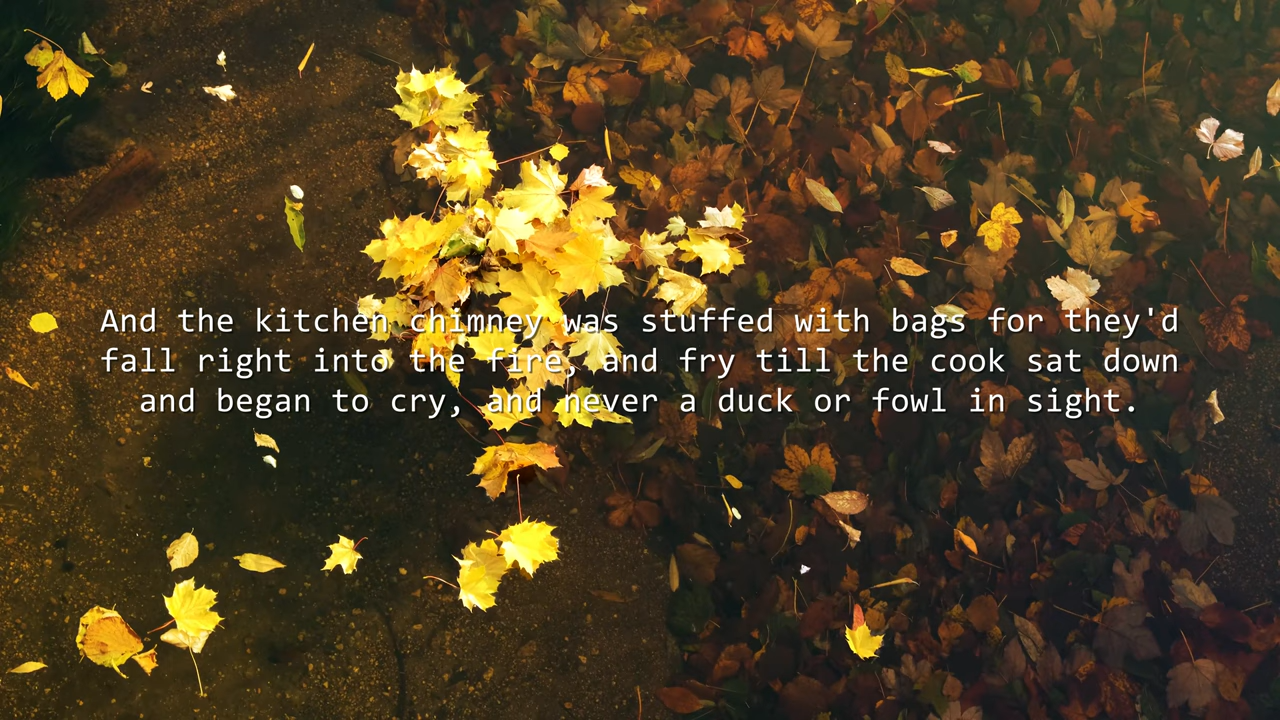 And the kitchen chimney was stuffed with bags for they'd
fall right into the fire, and fry till the cook sat down
and began to cry, and never a duck or fowl in sight.